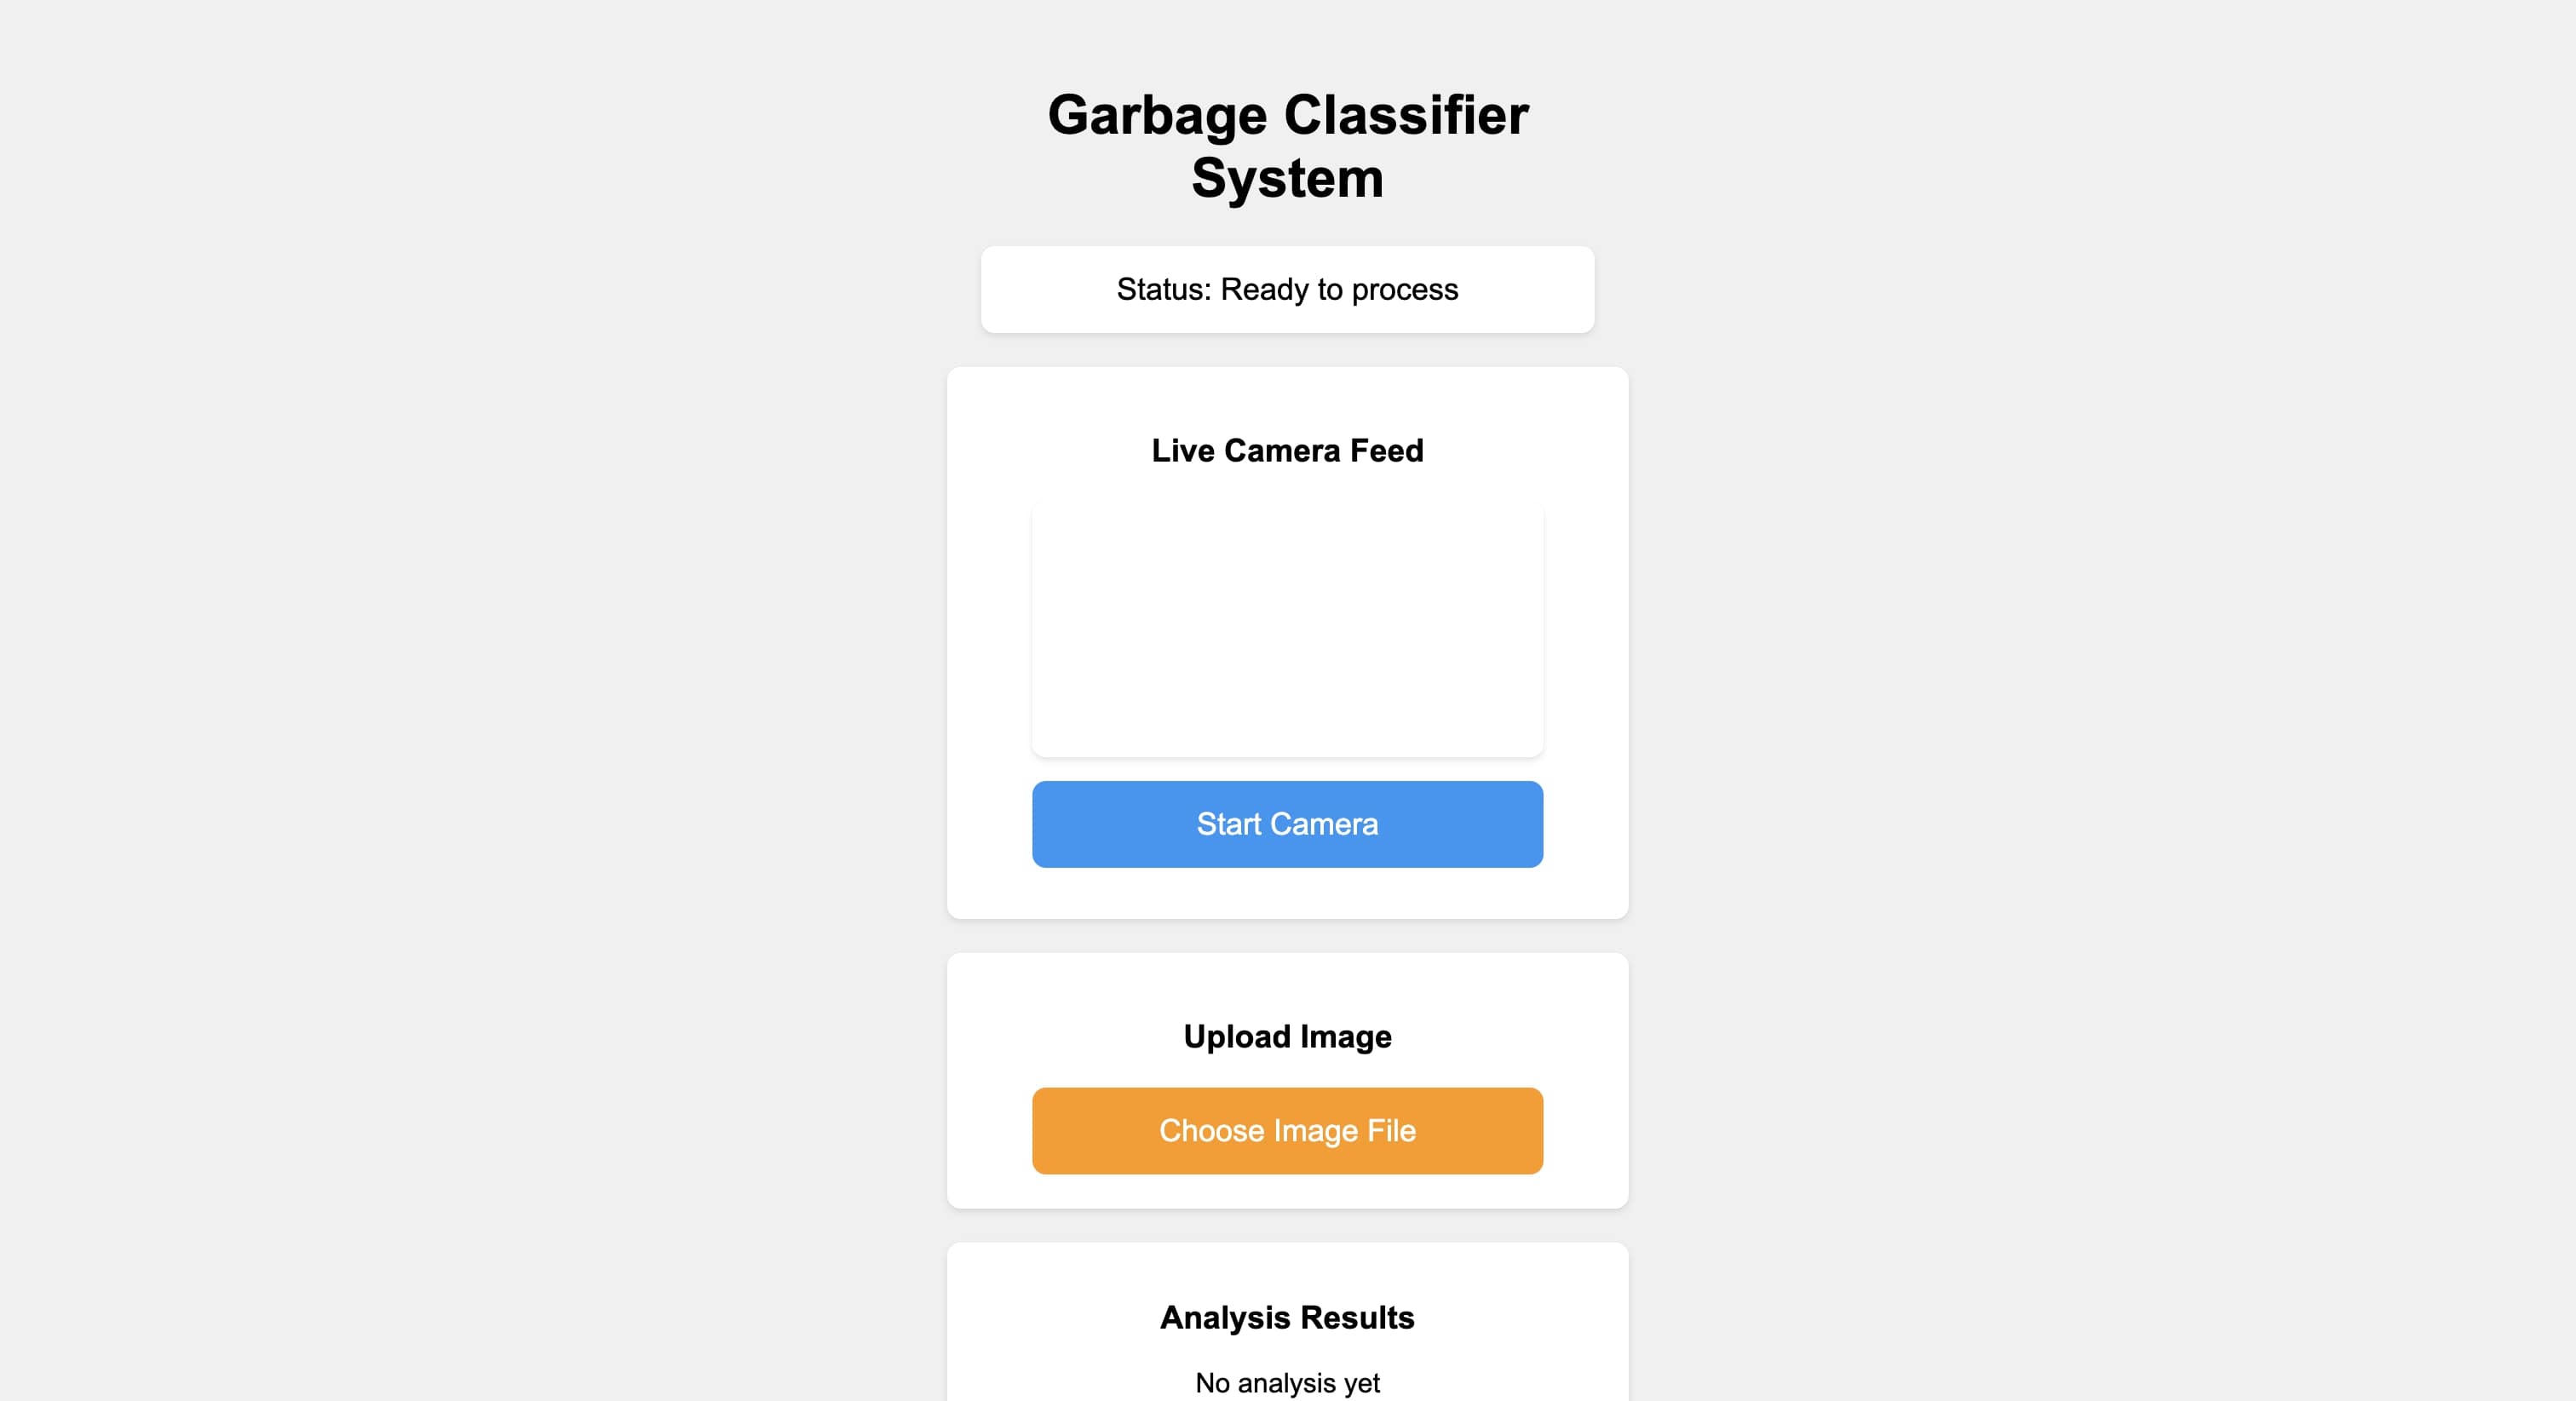 Garbage Classifier
System
Status: Ready to process
Live Camera Feed
Start Camera
Upload Image
Choose Image File
Analysis Results
No analysis yet